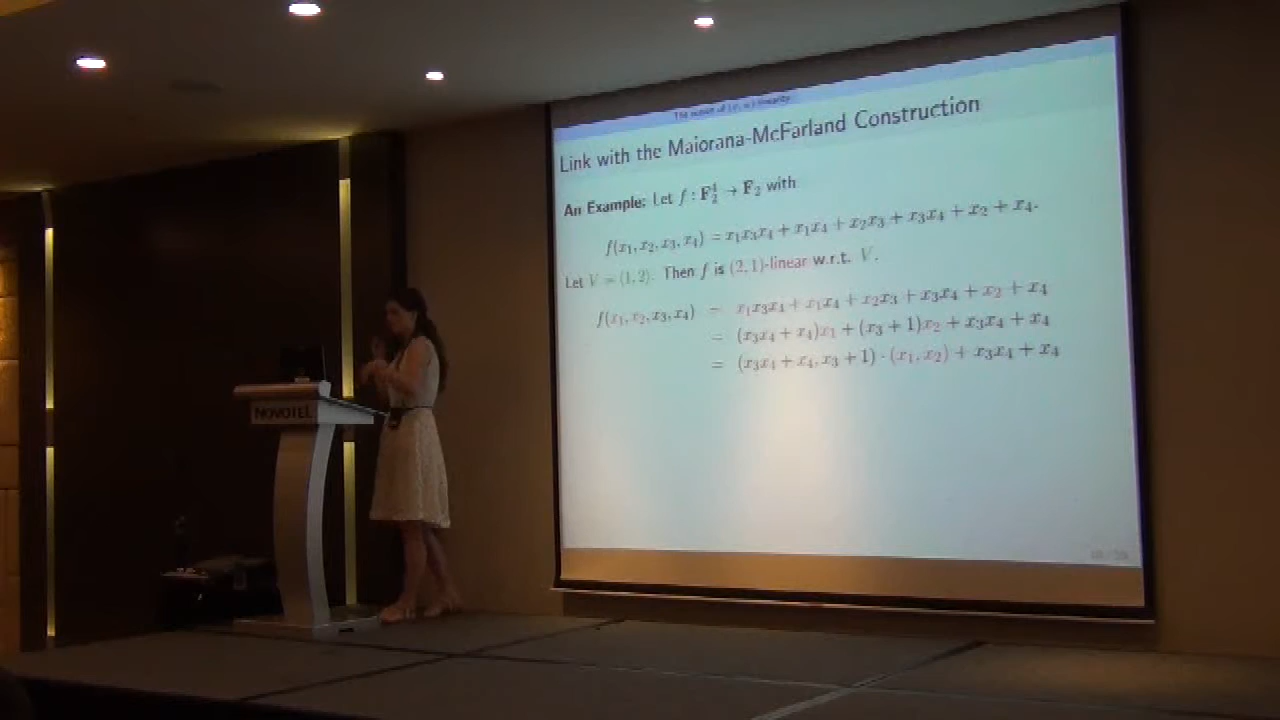 Link with the Maiorana-McFarland Construction
An Example: Let f : F₂⁴ → F₂ with
f(x₁, x₂, x₃, x₄) = x₁x₃x₄ + x₁x₄ + x₂x₃ + x₃x₄ + x₂ + x₄.
Let V = ⟨1, 2⟩. Then f is (2, 1)-linear w.r.t. V.
f(x₁, x₂, x₃, x₄) = x₁x₃x₄ + x₁x₄ + x₂x₃ + x₃x₄ + x₂ + x₄
= (x₃x₄ + x₄)x₁ + (x₃ + 1)x₂ + x₃x₄ + x₄
= (x₃x₄ + x₄, x₃ + 1) · (x₁, x₂) + x₃x₄ + x₄
NOVOTEL